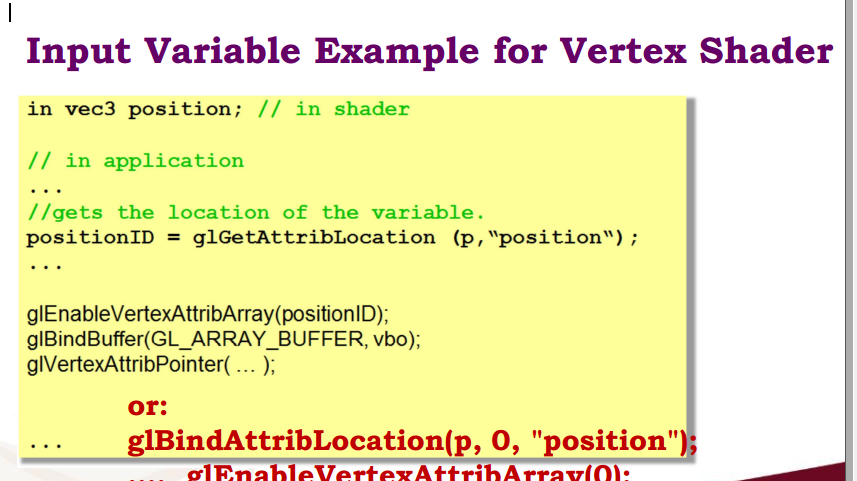 Input Variable Example for Vertex Shader
in vec3 position; // in shader
// in application
...
//gets the location of the variable.
positionID = glGetAttribLocation (p,“position“);
...
glEnableVertexAttribArray(positionID);
glBindBuffer(GL_ARRAY_BUFFER, vbo);
glVertexAttribPointer( … );
or:
... glBindAttribLocation(p, 0, "position");
.... glEnableVertexAttribArray(0);